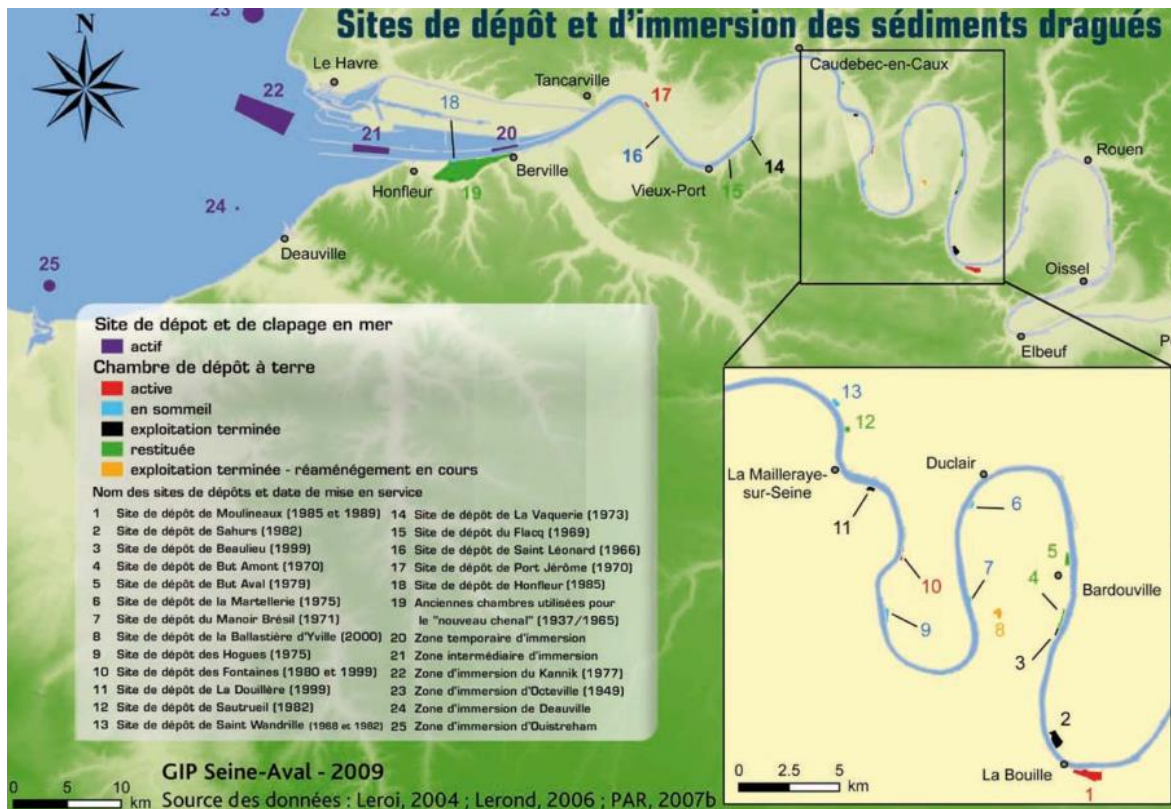 Sites de dépôt et d'immersion des sédiments dragués
N
23
Le Havre
Tancarville
Caudebec-en-Caux
22
18
17
21
20
16
14
Rouen
Berville
Honfleur
19
Vieux-Port
15
24
Deauville
25
Oissel
Elbeuf
P
Site de dépot et de clapage en mer
actif
Chambre de dépôt à terre
active
en sommeil
exploitation terminée
restituée
exploitation terminée - réaménégement en cours
Nom des sites de dépôts et date de mise en service
1 Site de dépôt de Moulineaux (1985 et 1989)
2 Site de dépôt de Sahurs (1982)
3 Site de dépôt de Beaulieu (1999)
4 Site de dépôt de But Amont (1970)
5 Site de dépôt de But Aval (1979)
6 Site de dépôt de la Martellerie (1975)
7 Site de dépôt du Manoir Brésil (1971)
8 Site de dépôt de la Ballastière d'Yville (2000)
9 Site de dépôt des Hogues (1975)
10 Site de dépôt des Fontaines (1980 et 1999)
11 Site de dépôt de La Douillère (1999)
12 Site de dépôt de Sautrueil (1982)
13 Site de dépôt de Saint Wandrille (1968 et 1982)
14 Site de dépôt de La Vaquerie (1973)
15 Site de dépôt du Flacq (1969)
16 Site de dépôt de Saint Léonard (1966)
17 Site de dépôt de Port Jérôme (1970)
18 Site de dépôt de Honfleur (1985)
19 Anciennes chambres utilisées pour
le "nouveau chenal" (1937/1965)
20 Zone temporaire d'immersion
21 Zone intermédiaire d'immersion
22 Zone d'immersion du Kannik (1977)
23 Zone d'immersion d'Octeville (1949)
24 Zone d'immersion de Deauville
25 Zone d'immersion d'Ouistreham
0 5 10
km
GIP Seine-Aval - 2009
Source des données : Leroi, 2004 ; Lerond, 2006 ; PAR, 2007b
13
12
La Mailleraye-
sur-Seine
Duclair
11
6
10
7
5
4
Bardouville
9
8
3
2
La Bouille
1
0 2.5 5
km